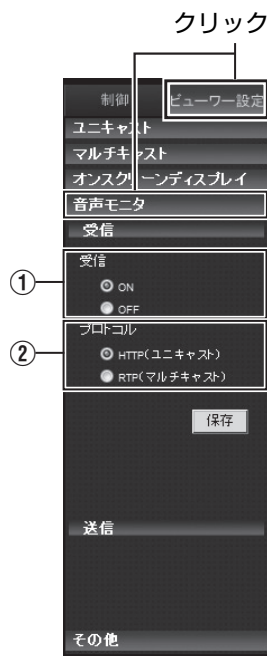 クリック
制御
ビューワー設定
ユニキャスト
マルチキャスト
オンスクリーンディスプレイ
音声モニタ
受信
①
受信
ON
OFF
②
プロトコル
HTTP(ユニキャスト)
RTP(マルチキャスト)
保存
送信
その他